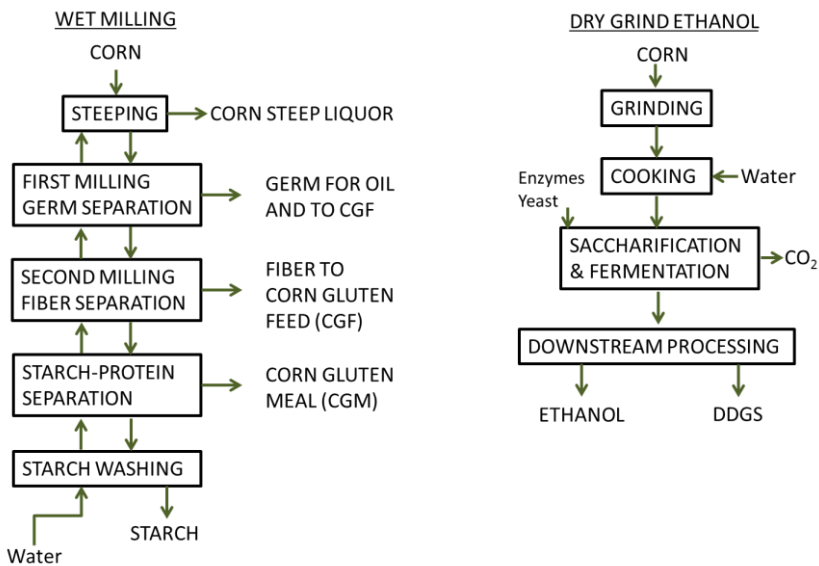 WET MILLING
CORN
STEEPING
CORN STEEP LIQUOR
FIRST MILLING
GERM SEPARATION
GERM FOR OIL
AND TO CGF
SECOND MILLING
FIBER SEPARATION
FIBER TO
CORN GLUTEN
FEED (CGF)
STARCH-PROTEIN
SEPARATION
CORN GLUTEN
MEAL (CGM)
STARCH WASHING
STARCH
Water
DRY GRIND ETHANOL
CORN
GRINDING
COOKING
Water
Enzymes
Yeast
SACCHARIFICATION
& FERMENTATION
CO₂
DOWNSTREAM PROCESSING
ETHANOL
DDGS